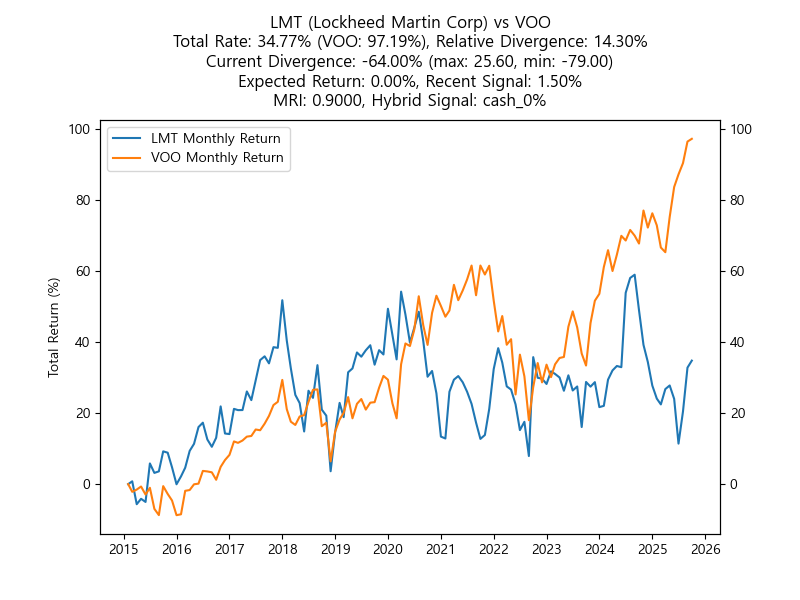 LMT (Lockheed Martin Corp) vs VOO
Total Rate: 34.77% (VOO: 97.19%), Relative Divergence: 14.30%
Current Divergence: -64.00% (max: 25.60, min: -79.00)
Expected Return: 0.00%, Recent Signal: 1.50%
MRI: 0.9000, Hybrid Signal: cash_0%
LMT Monthly Return
VOO Monthly Return
Total Return (%)
100
80
60
40
20
0
100
80
60
40
20
0
2015 2016 2017 2018 2019 2020 2021 2022 2023 2024 2025 2026